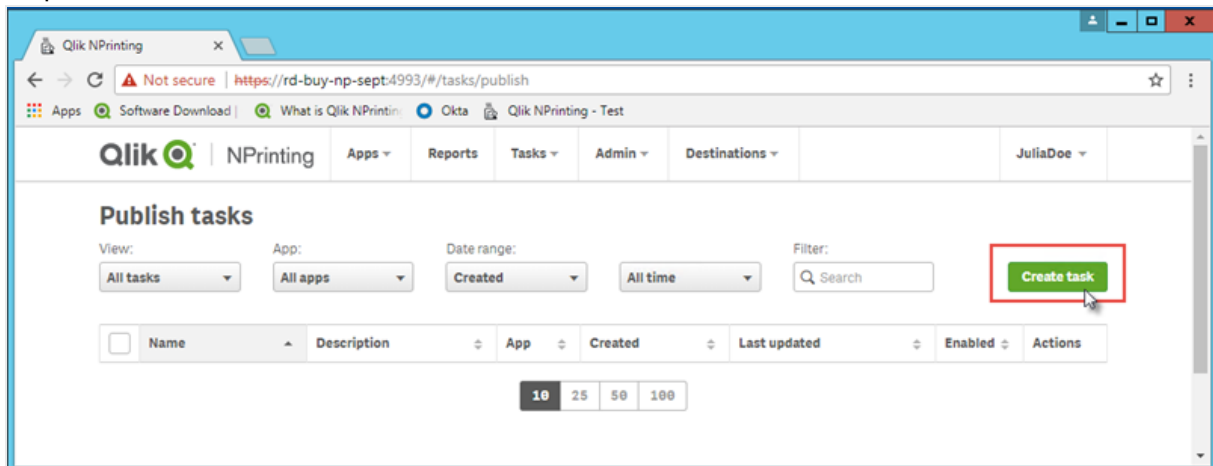 Qlik NPrinting
Not secure | https://rd-buy-np-sept:4993/#/tasks/publish
Apps Software Download | What is Qlik NPrinting Okta Qlik NPrinting - Test
Qlik NPrinting Apps Reports Tasks Admin Destinations JuliaDoe
Publish tasks
View: App: Date range: Filter:
All tasks All apps Created All time Search Create task
Name Description App Created Last updated Enabled Actions
10 25 50 100